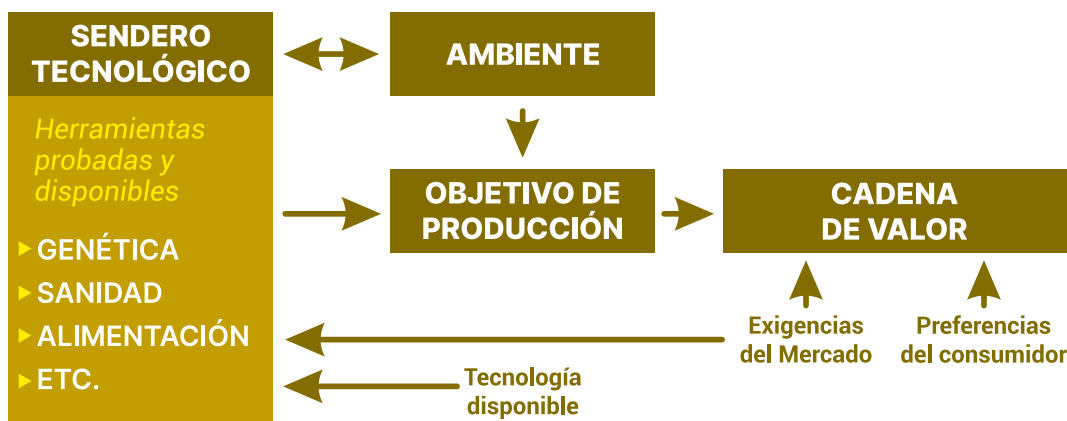 SENDERO
TECNOLÓGICO
Herramientas
probadas y
disponibles
GENÉTICA
SANIDAD
ALIMENTACIÓN
ETC.
AMBIENTE
OBJETIVO DE
PRODUCCIÓN
CADENA
DE VALOR
Exigencias
del Mercado
Preferencias
del consumidor
Tecnología
disponible